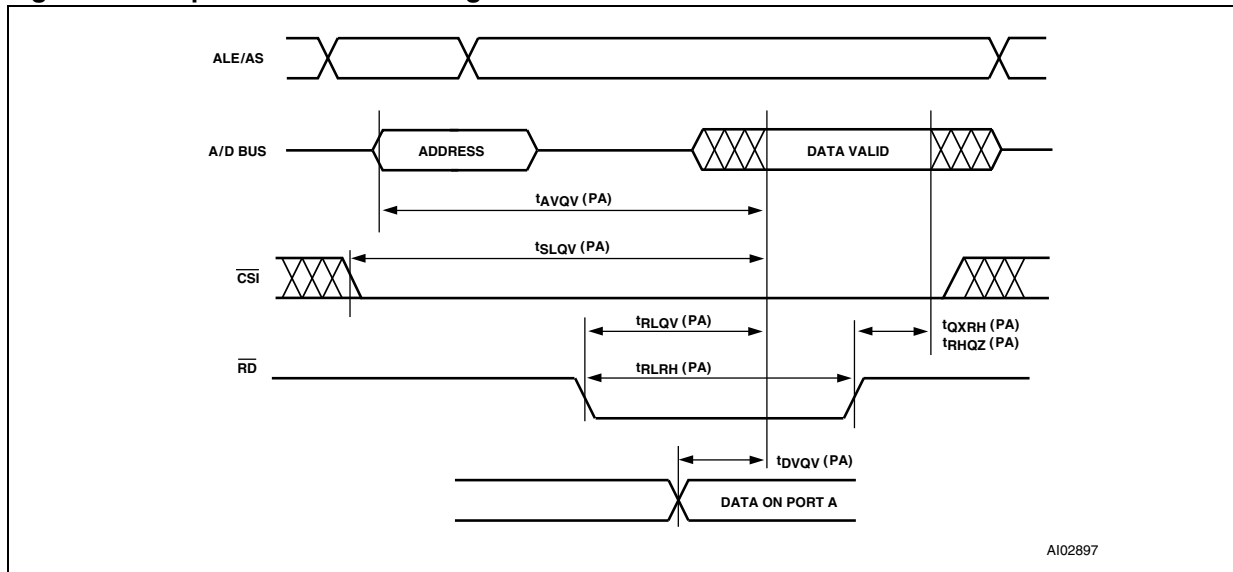 ALE/AS
A/D BUS
ADDRESS
DATA VALID
tAVQV (PA)
tSLQV (PA)
CSI
tRLQV (PA)
tQXRH (PA)
tRHQZ (PA)
RD
tRLRH (PA)
tDVQV (PA)
DATA ON PORT A
AI02897